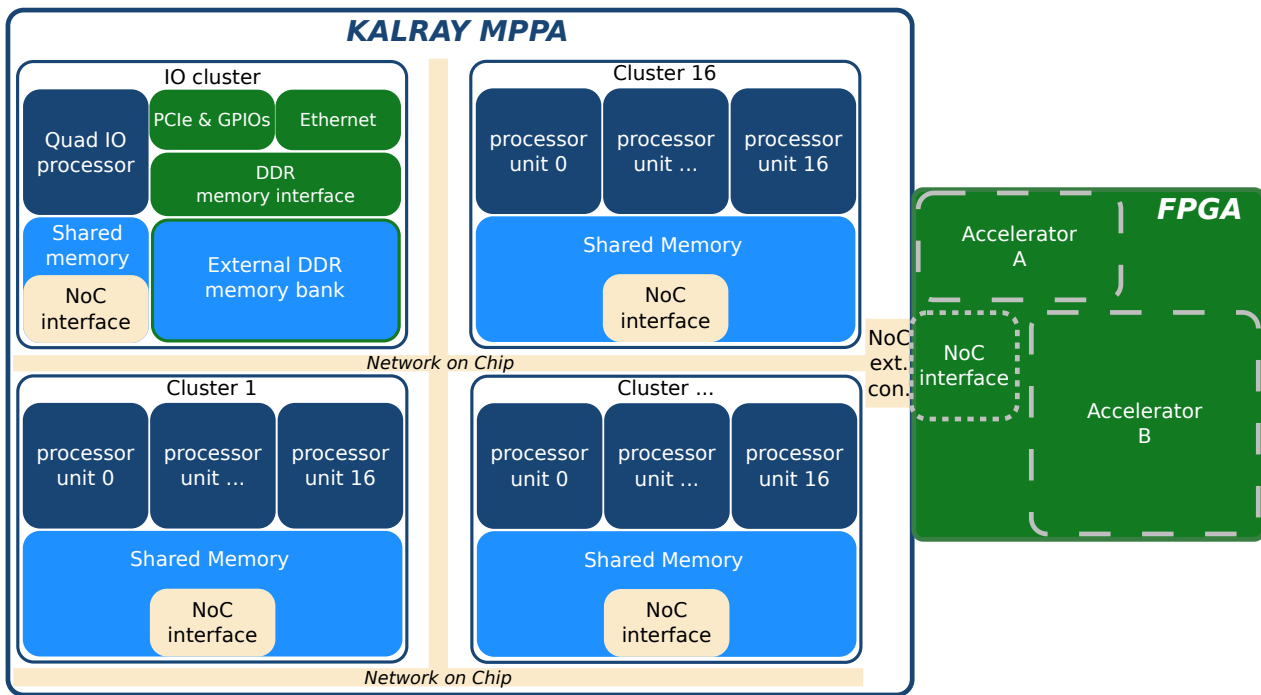 KALRAY MPPA
IO cluster
Quad IO
processor
PCIe & GPIOs
Ethernet
DDR
memory interface
Shared
memory
External DDR
memory bank
NoC
interface
Cluster 16
processor
unit 0
processor
unit ...
processor
unit 16
Shared Memory
NoC
interface
Network on Chip
Cluster 1
processor
unit 0
processor
unit ...
processor
unit 16
Shared Memory
NoC
interface
Cluster ...
processor
unit 0
processor
unit ...
processor
unit 16
Shared Memory
NoC
interface
Network on Chip
NoC
ext.
con.
FPGA
Accelerator
A
NoC
interface
Accelerator
B